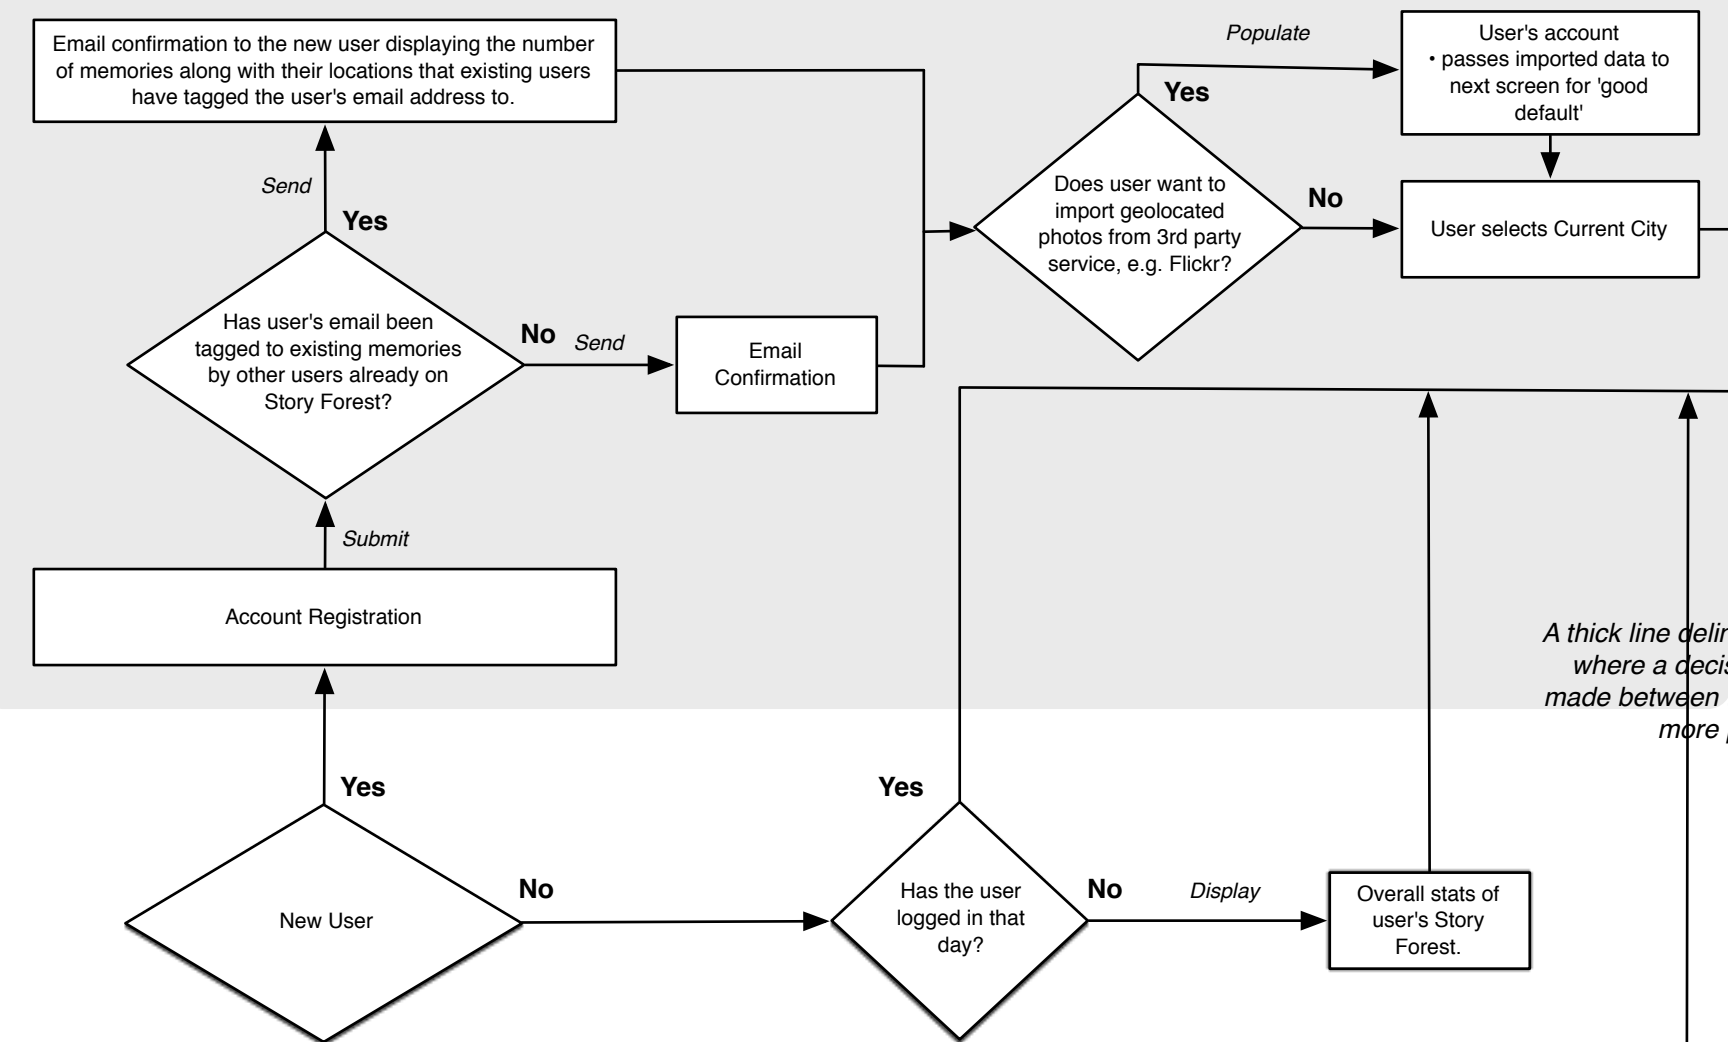 Email confirmation to the new user displaying the number
of memories along with their locations that existing users
have tagged the user's email address to.
Send
Yes
Has user's email been
tagged to existing memories
by other users already on
Story Forest?
No
Send
Email
Confirmation
Submit
Account Registration
Populate
Yes
Does user want to
import geolocated
photos from 3rd party
service, e.g. Flickr?
No
User's account
• passes imported data to
next screen for 'good
default'
User selects Current City
A thick line
where a
made between
more
Yes
New User
No
Yes
Has the user
logged in that
day?
No
Display
Overall stats of
user's Story
Forest.